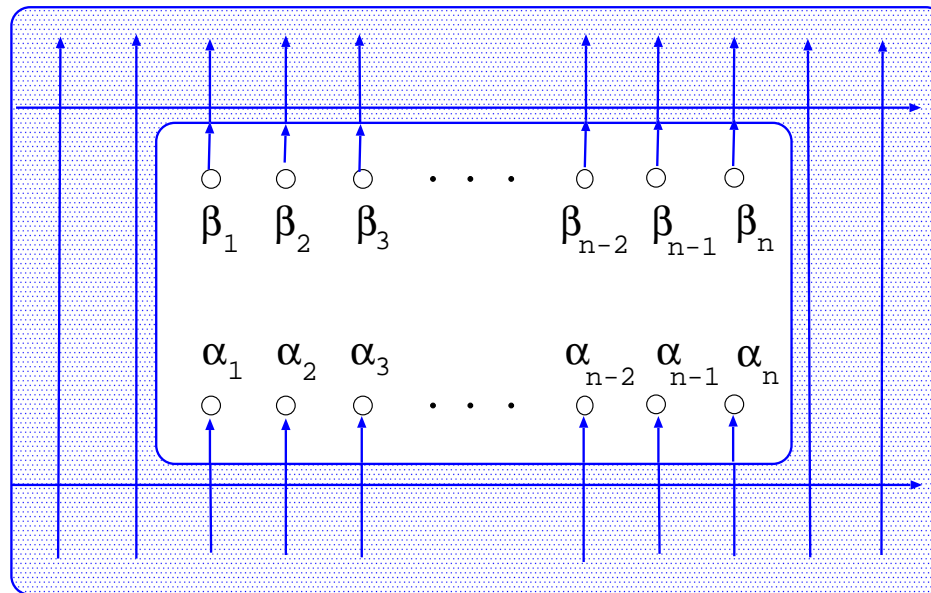 β₁ β₂ β₃ . . . βₙ₋₂ βₙ₋₁ βₙ
α₁ α₂ α₃ . . . αₙ₋₂ αₙ₋₁ αₙ